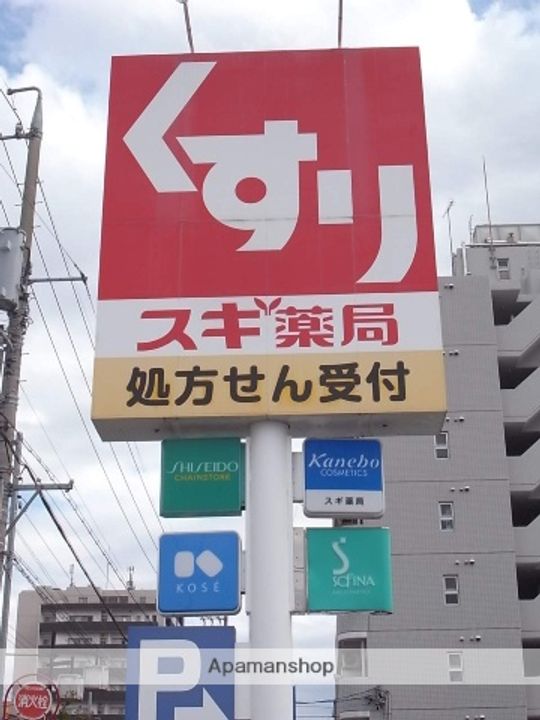 くすり
スギ薬局
処方せん受付
SHISEIDO
CHAINSTORE
Kanebo
COSMETICS
スギ薬局
KOSÉ
SOFINA
P
Apamanshop
消火栓